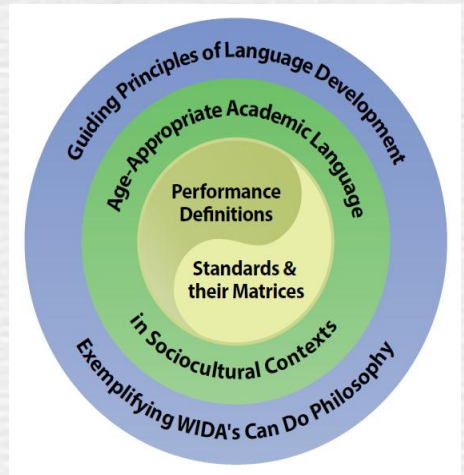 Guiding Principles of Language Development
Age-Appropriate Academic Language
Performance
Definitions
Standards &
their Matrices
in Sociocultural Contexts
Exemplifying WIDA's Can Do Philosophy